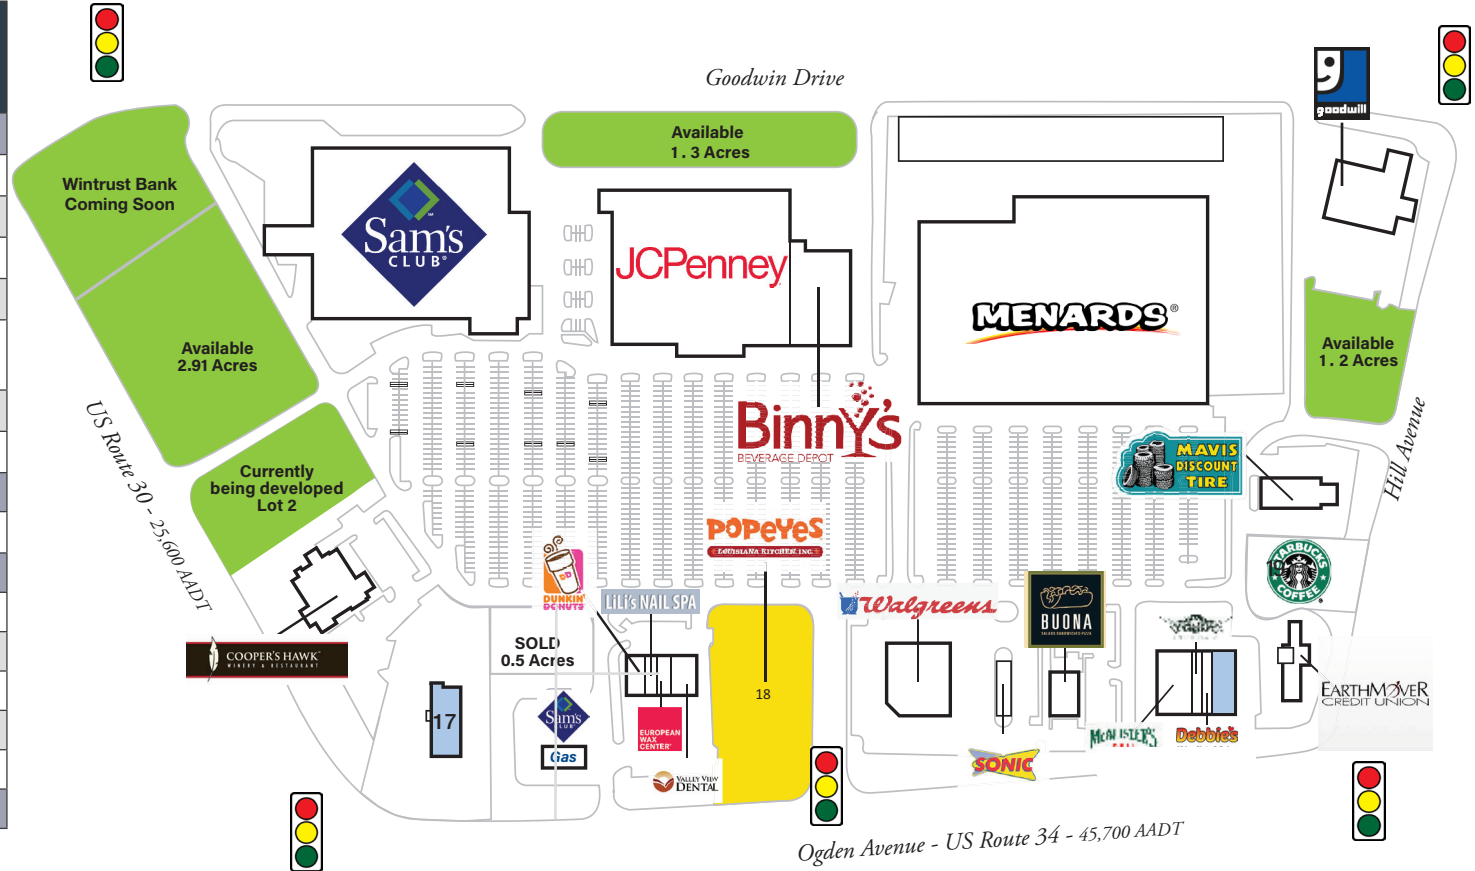 Goodwin Drive
goodwill
Available
1.3 Acres
Wintrust Bank
Coming Soon
Sam's
CLUB
JCPenney
MENARDS®
Available
2.91 Acres
Available
1.2 Acres
US Route 30 - 25,600 AADT
Hill Avenue
Binny's
BEVERAGE DEPOT
MAVIS
DISCOUNT
TIRE
Currently
being developed
Lot 2
POPEYES
LOUISIANA KITCHEN, INC.
DUNKIN'
DONUTS
LiLi's NAIL SPA
Walgreens
BUONA
STARBUCKS
COFFEE
COOPER'S HAWK
WINERY & RESTAURANT
SOLD
0.5 Acres
17
18
Sam's
CLUB
Gas
EUROPEAN
WAX
CENTER
VALLEY VIEW
DENTAL
SONIC
McALISTER'S
Debbie's
EARTHMOVER
CREDIT UNION
Ogden Avenue - US Route 34 - 45,700 AADT